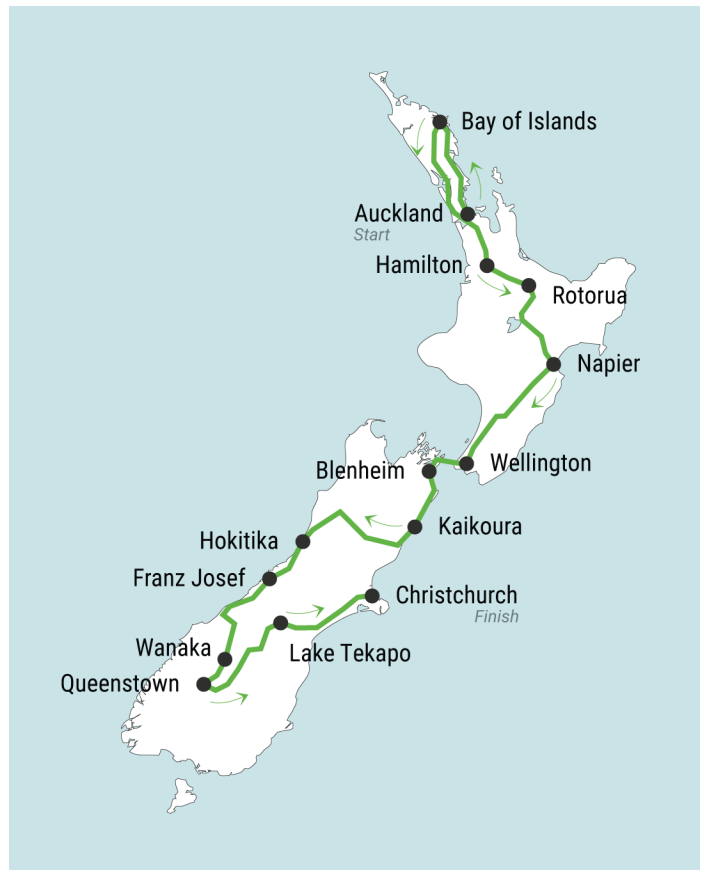 Bay of Islands
Auckland
Start
Hamilton
Rotorua
Napier
Wellington
Blenheim
Kaikoura
Hokitika
Franz Josef
Christchurch
Finish
Wanaka
Lake Tekapo
Queenstown